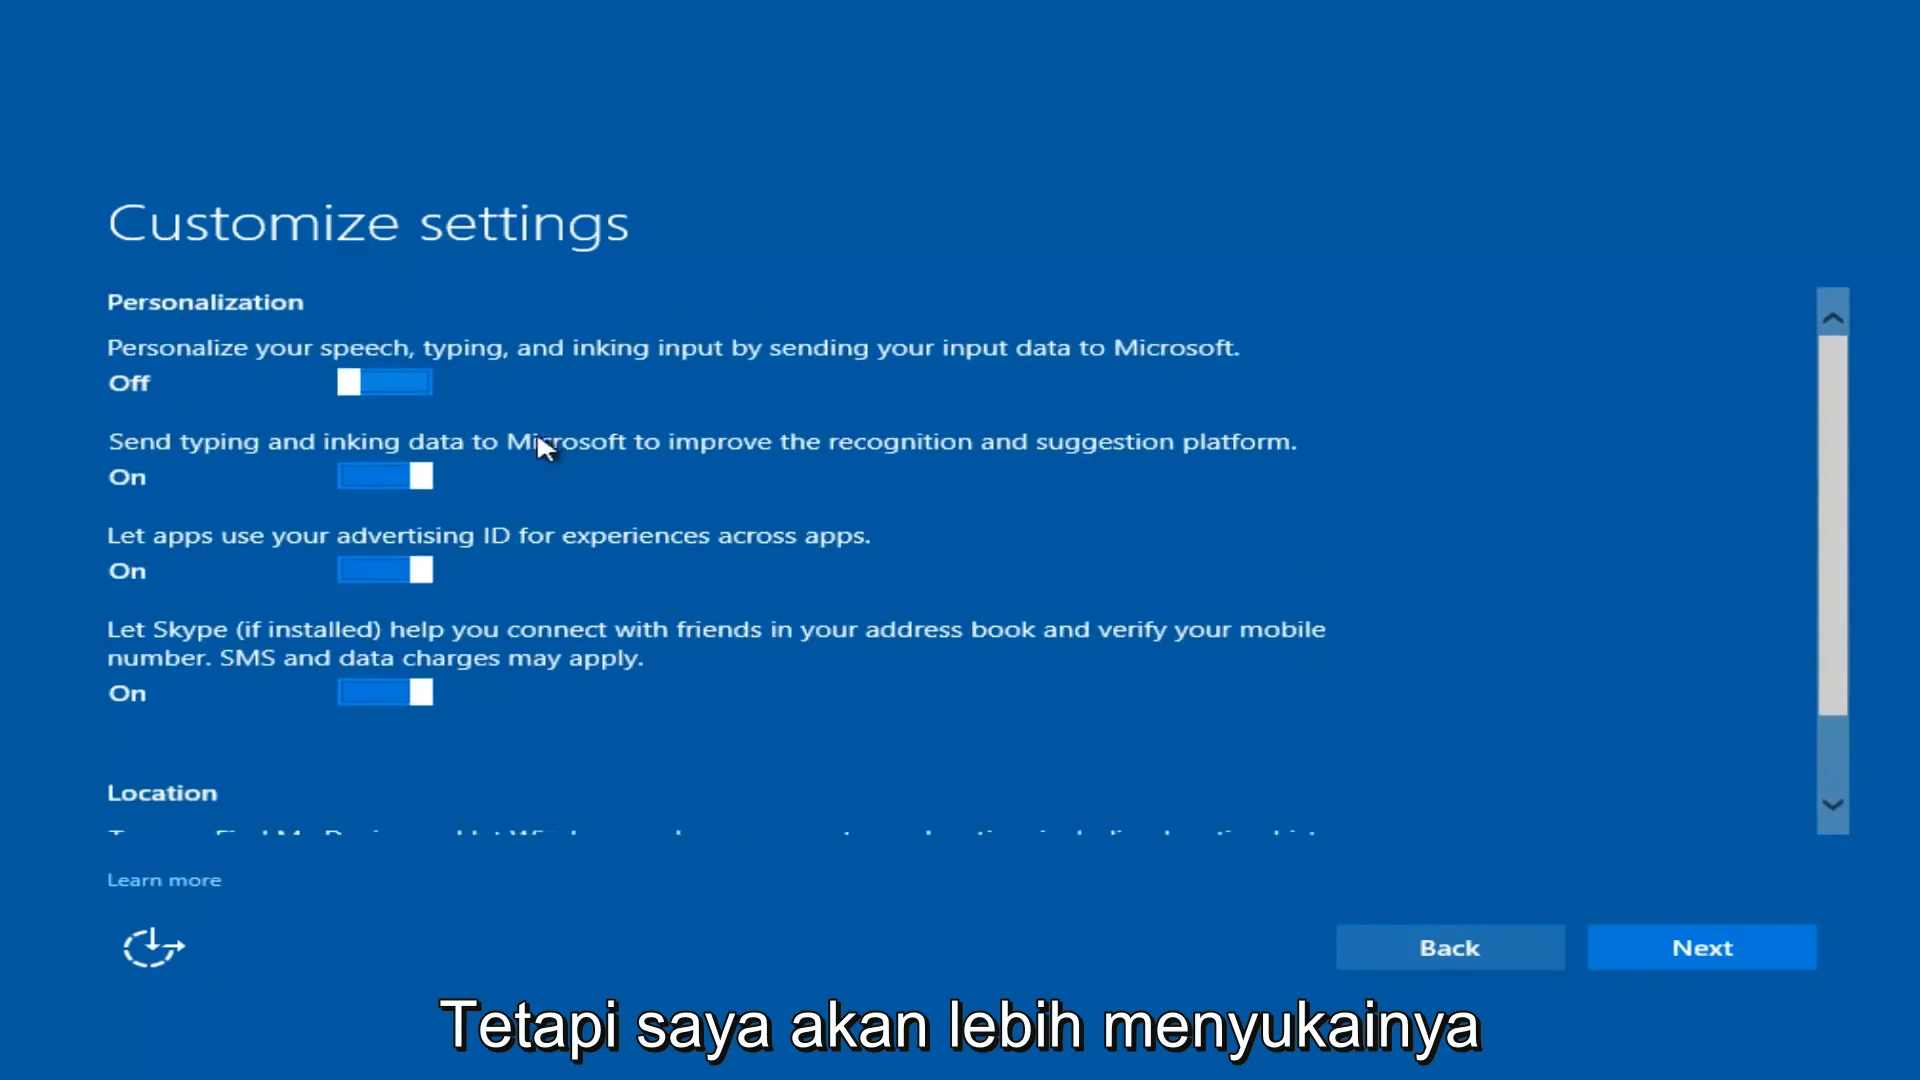 Customize settings
Personalization
Personalize your speech, typing, and inking input by sending your input data to Microsoft.
Off
Send typing and inking data to Microsoft to improve the recognition and suggestion platform.
On
Let apps use your advertising ID for experiences across apps.
On
Let Skype (if installed) help you connect with friends in your address book and verify your mobile
number. SMS and data charges may apply.
On
Location
Learn more
Back
Next
Tetapi saya akan lebih menyukainya